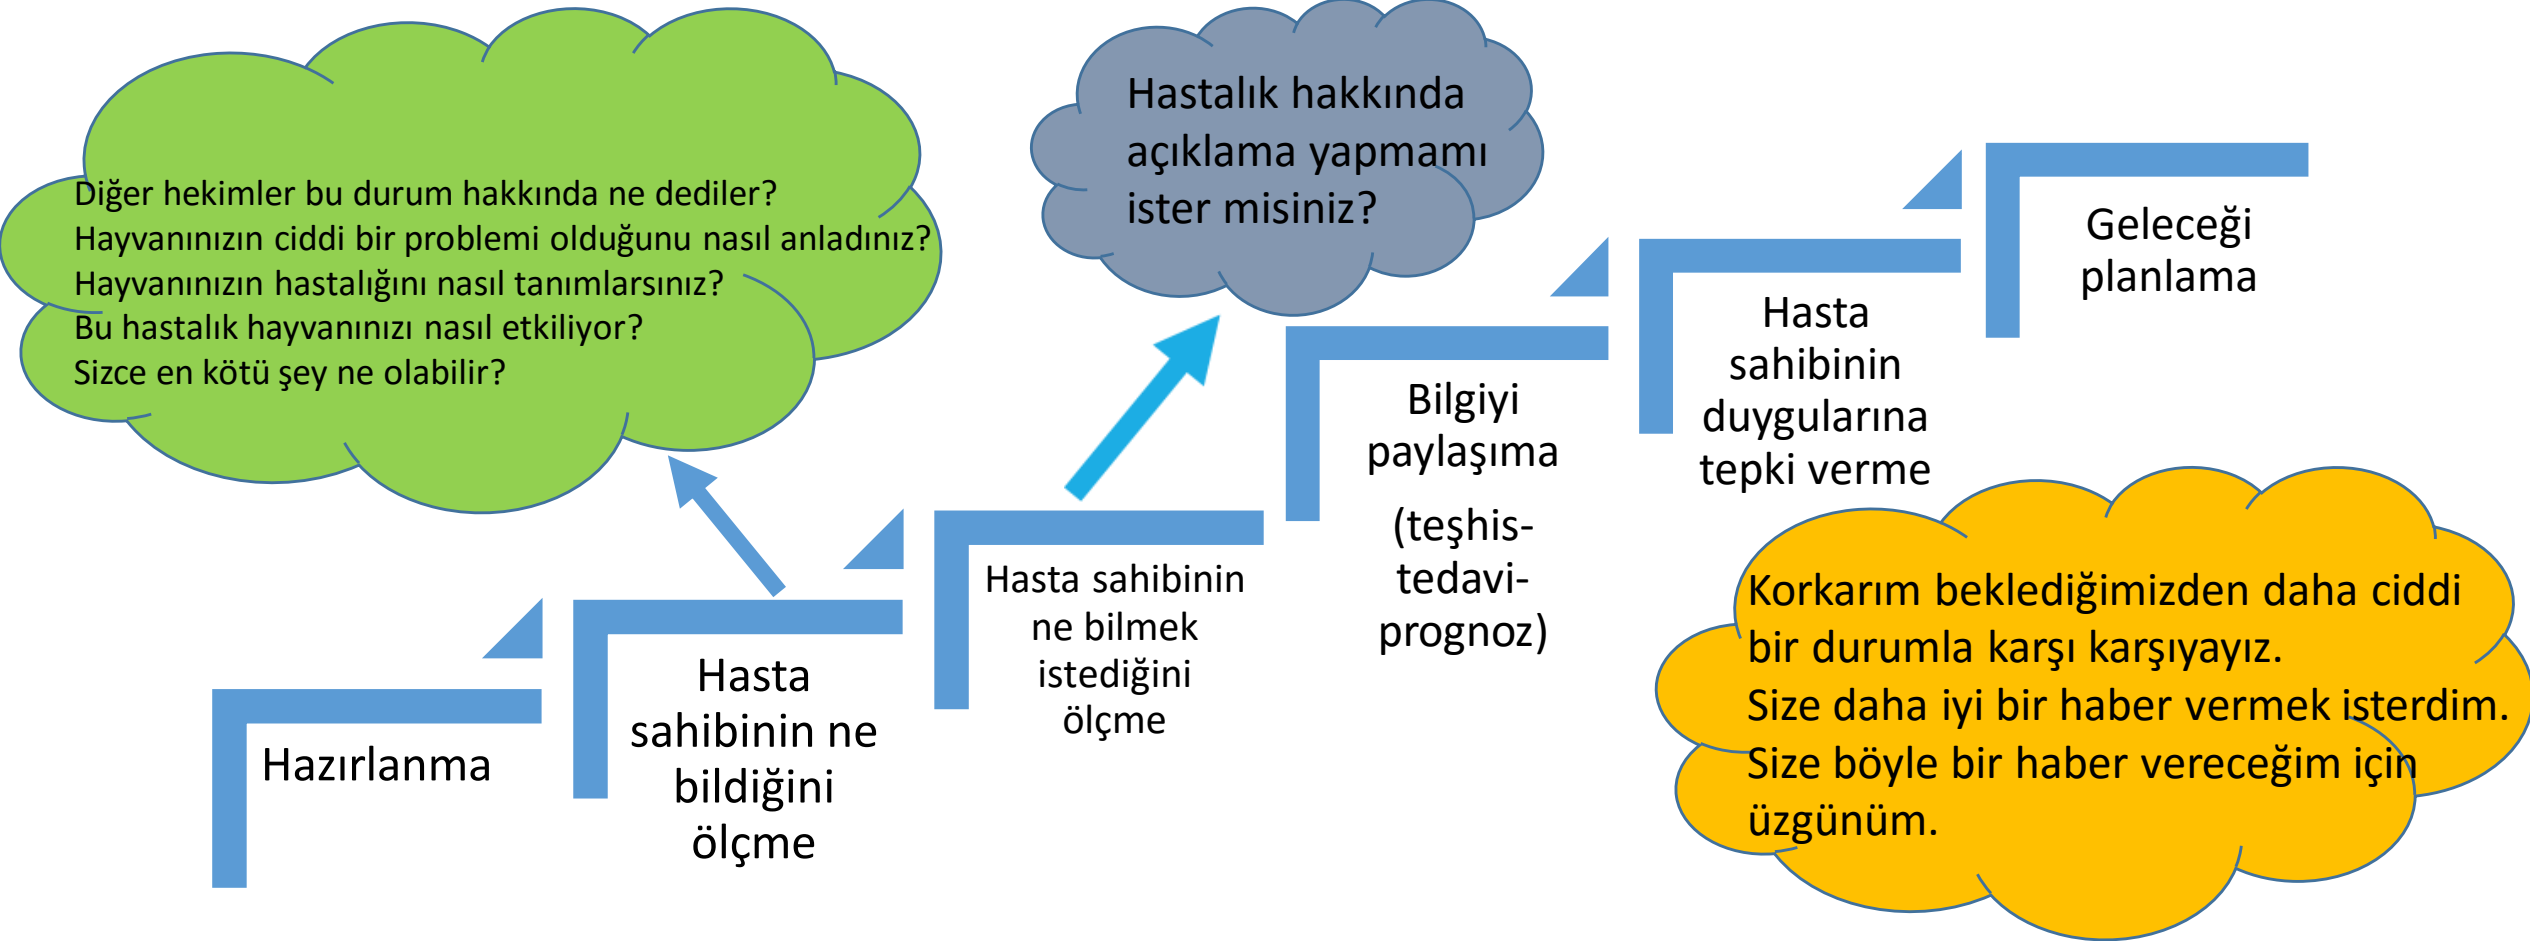 Diğer hekimler bu durum hakkında ne dediler?
Hayvanınızın ciddi bir problemi olduğunu nasıl anladınız?
Hayvanınızın hastalığını nasıl tanımlarsınız?
Bu hastalık hayvanınızı nasıl etkiliyor?
Sizce en kötü şey ne olabilir?
Hastalık hakkında
açıklama yapmamı
ister misiniz?
Hazırlanma
Hasta
sahibinin ne
bildiğini
ölçme
Hasta sahibinin
ne bilmek
istediğini
ölçme
Bilgiyi
paylaşıma
(teşhis-
tedavi-
prognoz)
Hasta
sahibinin
duygularına
tepki verme
Geleceği
planlama
Korkarım beklediğimizden daha ciddi
bir durumla karşı karşıyayız.
Size daha iyi bir haber vermek isterdim.
Size böyle bir haber vereceğim için
üzgünüm.